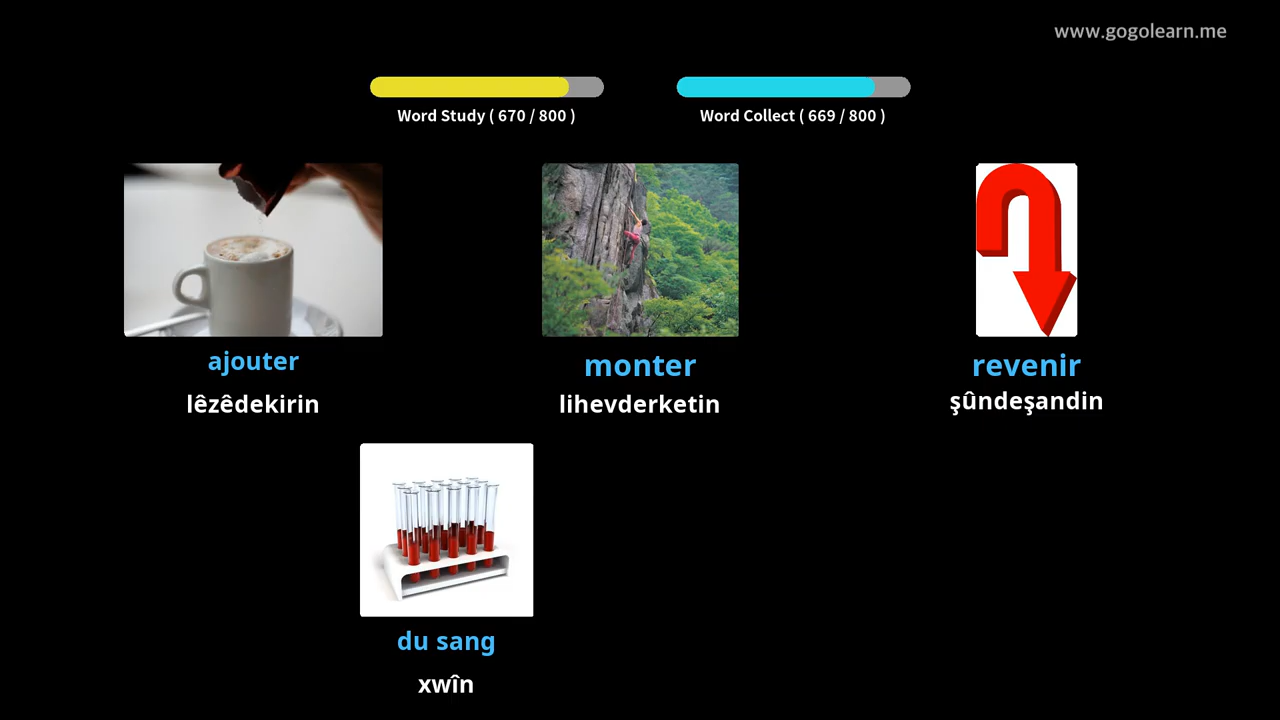 www.gogolearn.me
Word Study ( 670 / 800 )
Word Collect ( 669 / 800 )
ajouter
lêzêdekirin
monter
lihevderketin
revenir
şûndeşandin
du sang
xwîn